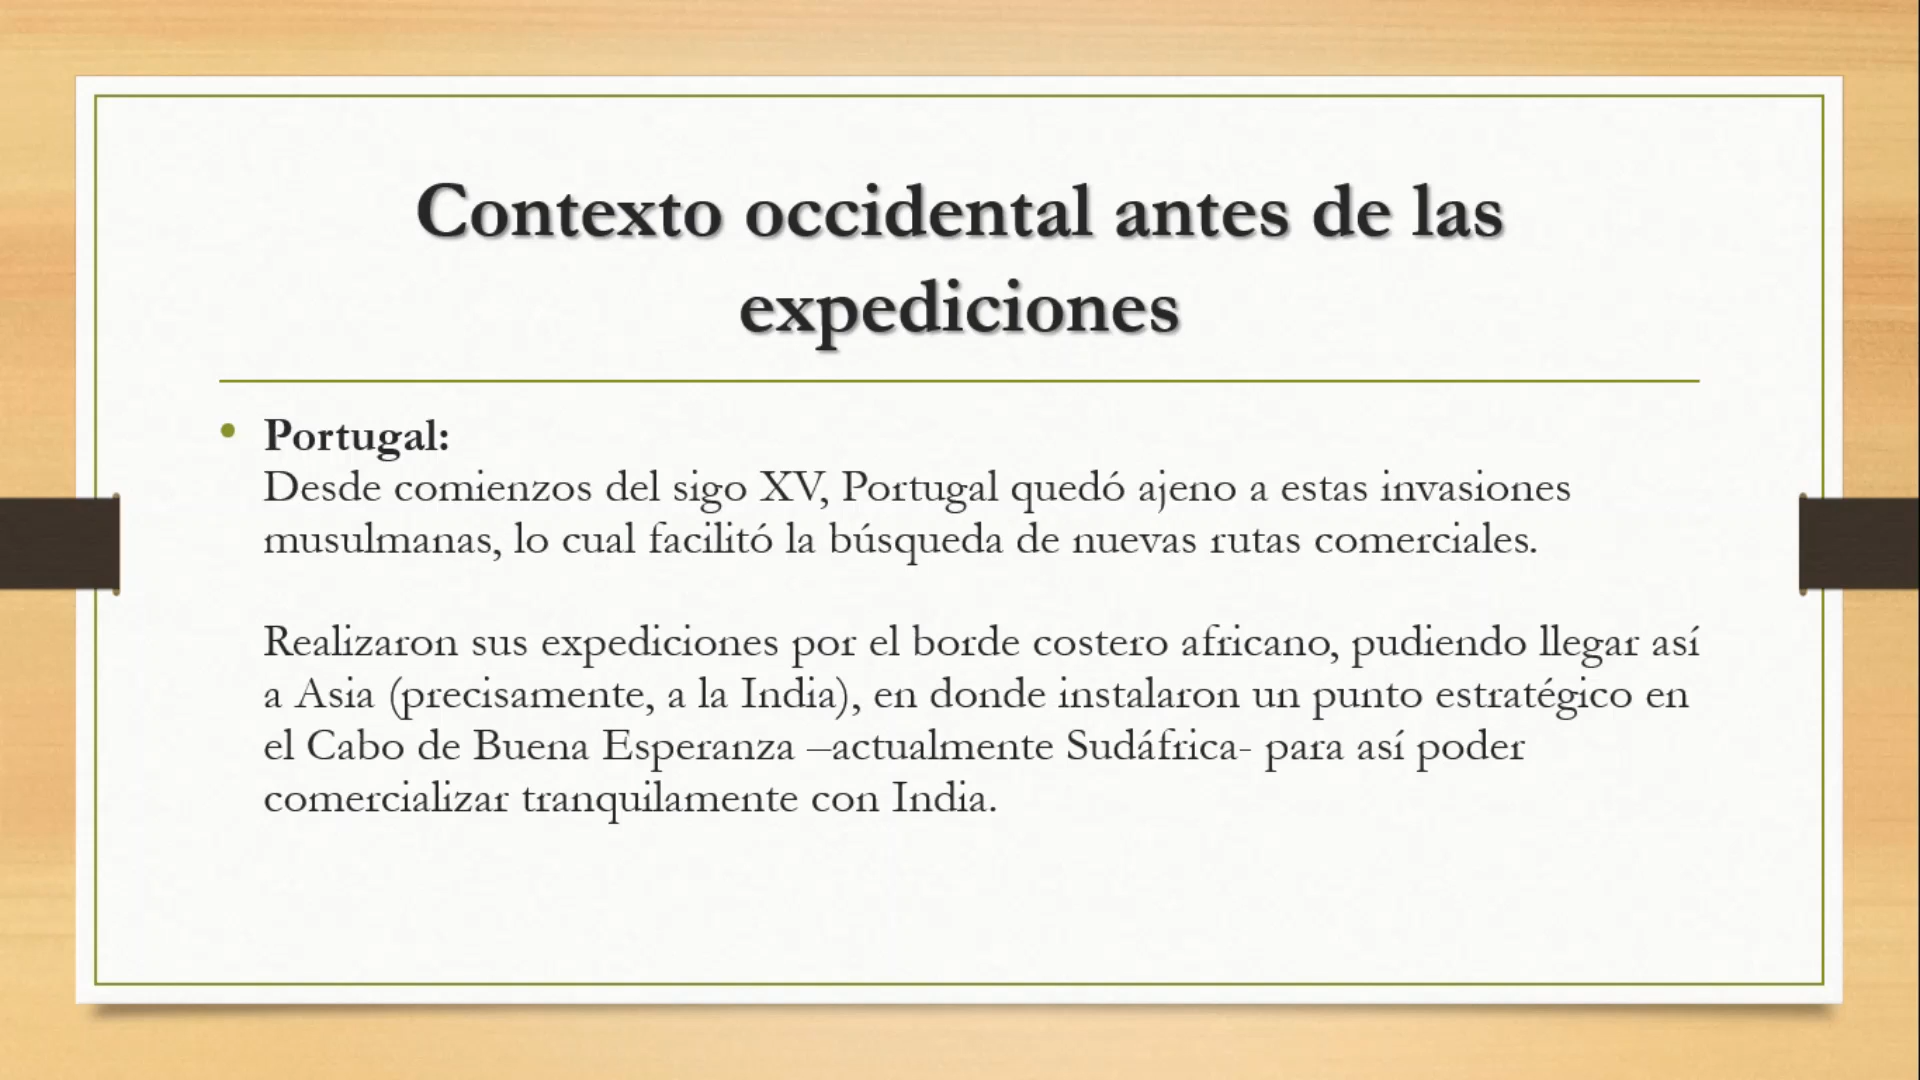 Contexto occidental antes de las
expediciones
• Portugal:
Desde comienzos del sigo XV, Portugal quedó ajeno a estas invasiones
musulmanas, lo cual facilitó la búsqueda de nuevas rutas comerciales.
Realizaron sus expediciones por el borde costero africano, pudiendo llegar así
a Asia (precisamente, a la India), en donde instalaron un punto estratégico en
el Cabo de Buena Esperanza –actualmente Sudáfrica- para así poder
comercializar tranquilamente con India.